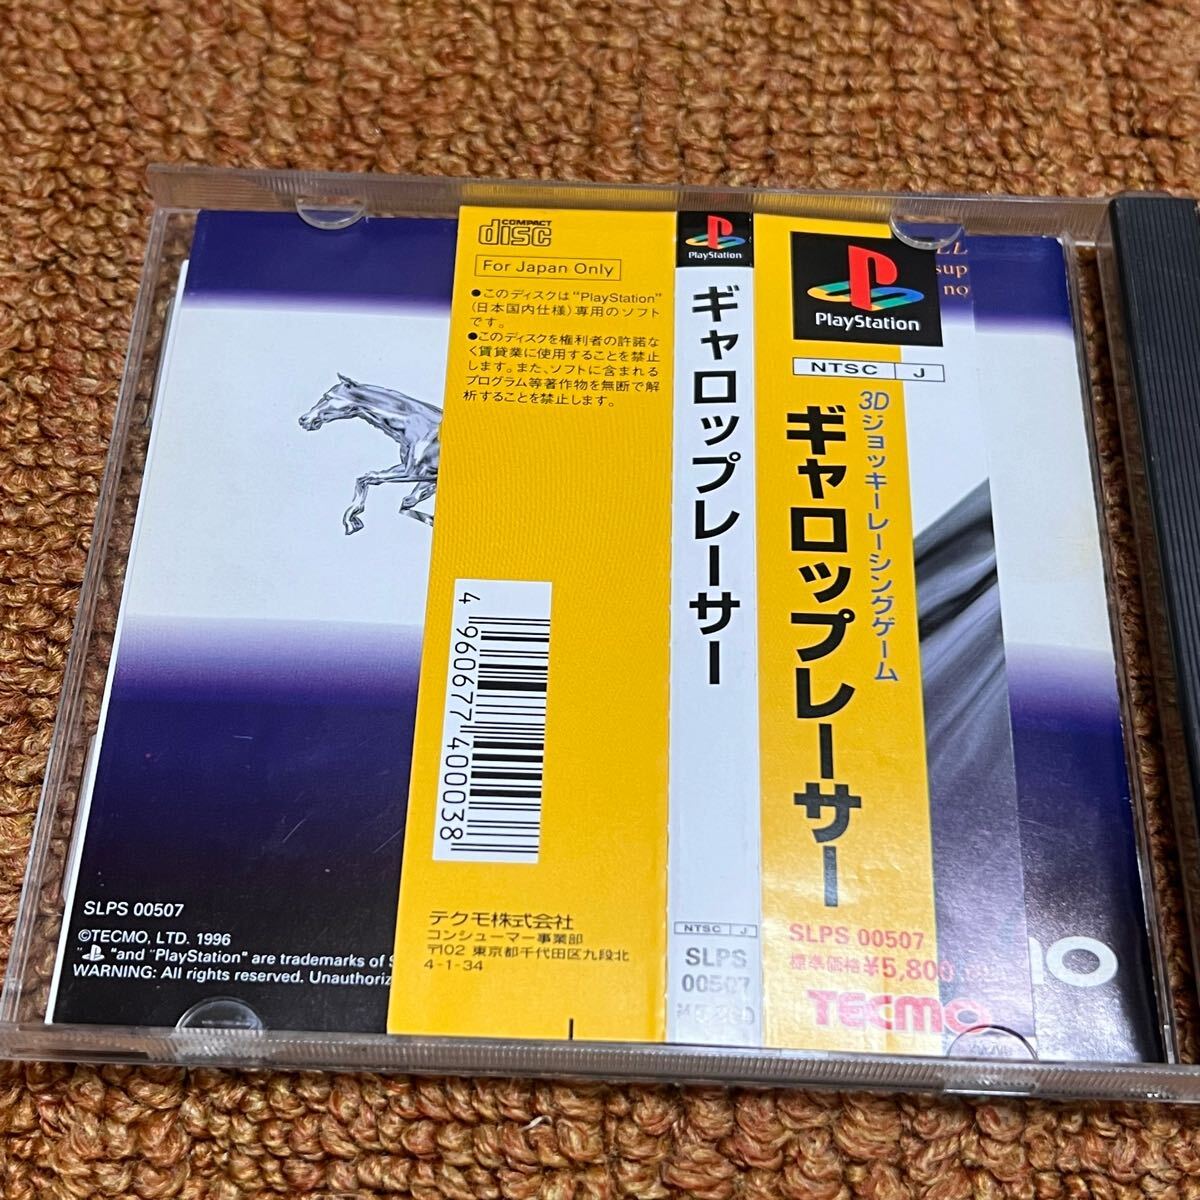 SLPS 00507
©TECMO, LTD. 1996
"and "PlayStation" are trademarks of S
WARNING: All rights reserved. Unauthoriz
COMPACT
disc
For Japan Only
●このディスクは"PlayStation"
(日本国内仕様)専用のソフト
です。
●このディスクを権利者の許諾な
く賃貸業に使用することを禁止
します。また、ソフトに含まれる
プログラム等著作物を無断で解
析することを禁止します。
4 960677 400038
テクモ株式会社
コンシューマー事業部
〒102 東京都千代田区九段北
4-1-34
PlayStation
ギャロップレーサー
NTSC J
SLPS
00507
PlayStation
NTSC J
3Dジョッキーレーシングゲーム
ギャロップレーサー
SLPS 00507
標準価格¥5,800
TECMO
LL
sup
no
MO